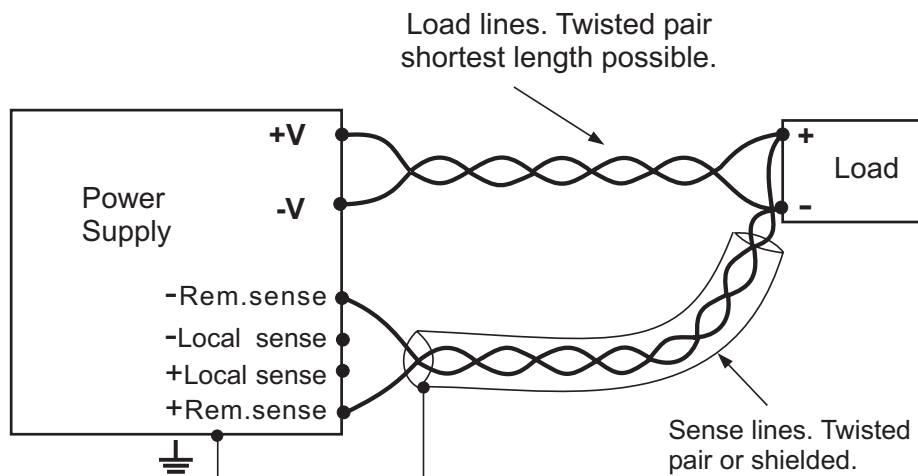 Load lines. Twisted pair
shortest length possible.
+V
-V
Power
Supply
-Rem.sense
-Local sense
+Local sense
+Rem.sense
+
-
Load
Sense lines. Twisted
pair or shielded.